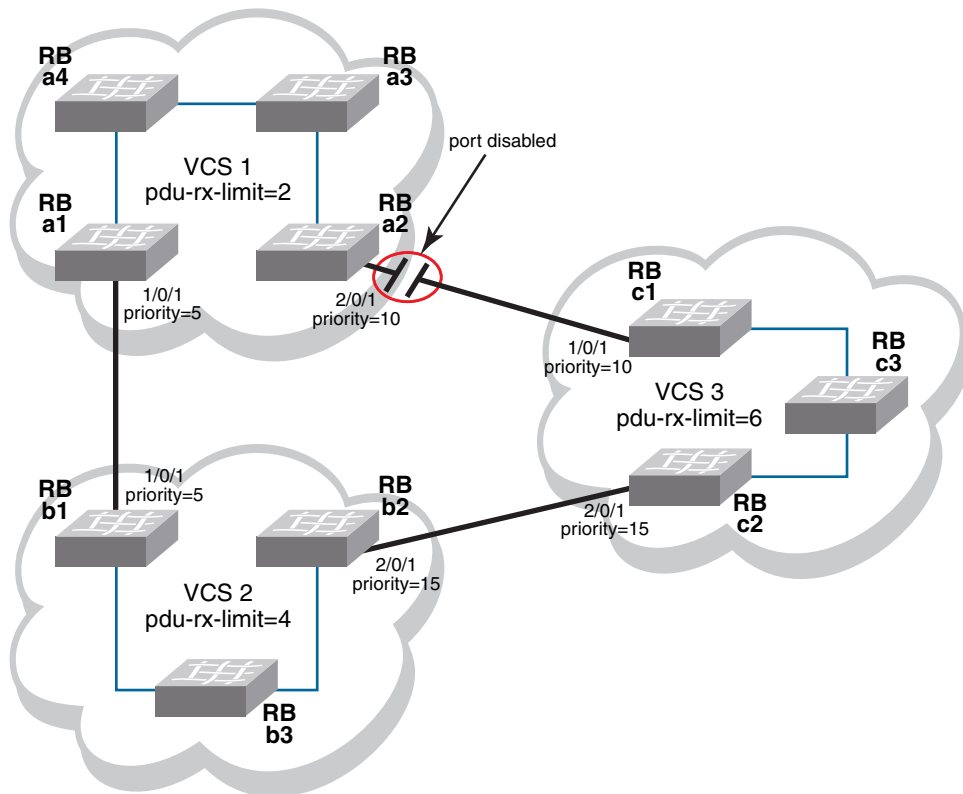 RB
a4
RB
a3
port disabled
VCS 1
pdu-rx-limit=2
RB
a1
RB
a2
1/0/1
priority=5
2/0/1
priority=10
RB
c1
1/0/1
priority=10
RB
c3
VCS 3
pdu-rx-limit=6
1/0/1
priority=5
RB
b1
RB
b2
2/0/1
priority=15
RB
c2
2/0/1
priority=15
VCS 2
pdu-rx-limit=4
RB
b3